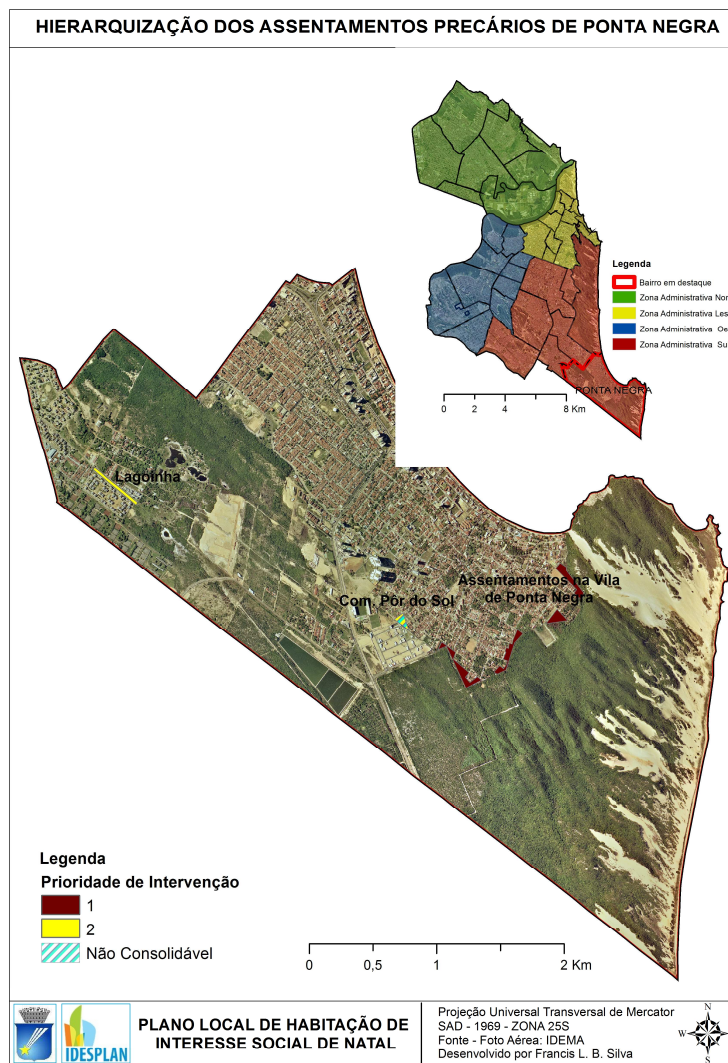 HIERARQUIZAÇÃO DOS ASSENTAMENTOS PRECÁRIOS DE PONTA NEGRA
Legenda
Bairro em destaque
Zona Administrativa Nor
Zona Administrativa Les
Zona Administrativa Oe
Zona Administrativa Su
PONTA NEGRA
0 2 4 8 Km
Lagoinha
Assentamentos na Vila
de Ponta Negra
Com. Pôr do Sol
Legenda
Prioridade de Intervenção
1
2
Não Consolidável
0 0,5 1 2 Km
IDESPLAN
PLANO LOCAL DE HABITAÇÃO DE
INTERESSE SOCIAL DE NATAL
Projeção Universal Transversal de Mercator
SAD - 1969 - ZONA 25S
Fonte - Foto Aérea: IDEMA
Desenvolvido por Francis L. B. Silva
N
W E
S